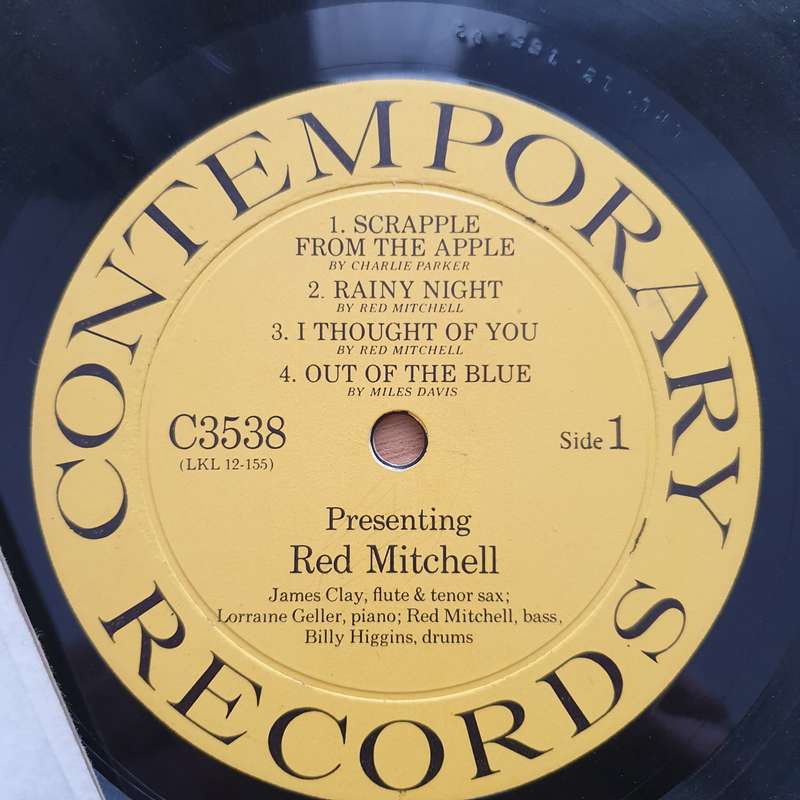 CONTEMPORARY
RECORDS
1. SCRAPPLE
FROM THE APPLE
BY CHARLIE PARKER
2. RAINY NIGHT
BY RED MITCHELL
3. I THOUGHT OF YOU
BY RED MITCHELL
4. OUT OF THE BLUE
BY MILES DAVIS
C3538
(LKL 12-155)
Side 1
Presenting
Red Mitchell
James Clay, flute & tenor sax;
Lorraine Geller, piano; Red Mitchell, bass,
Billy Higgins, drums